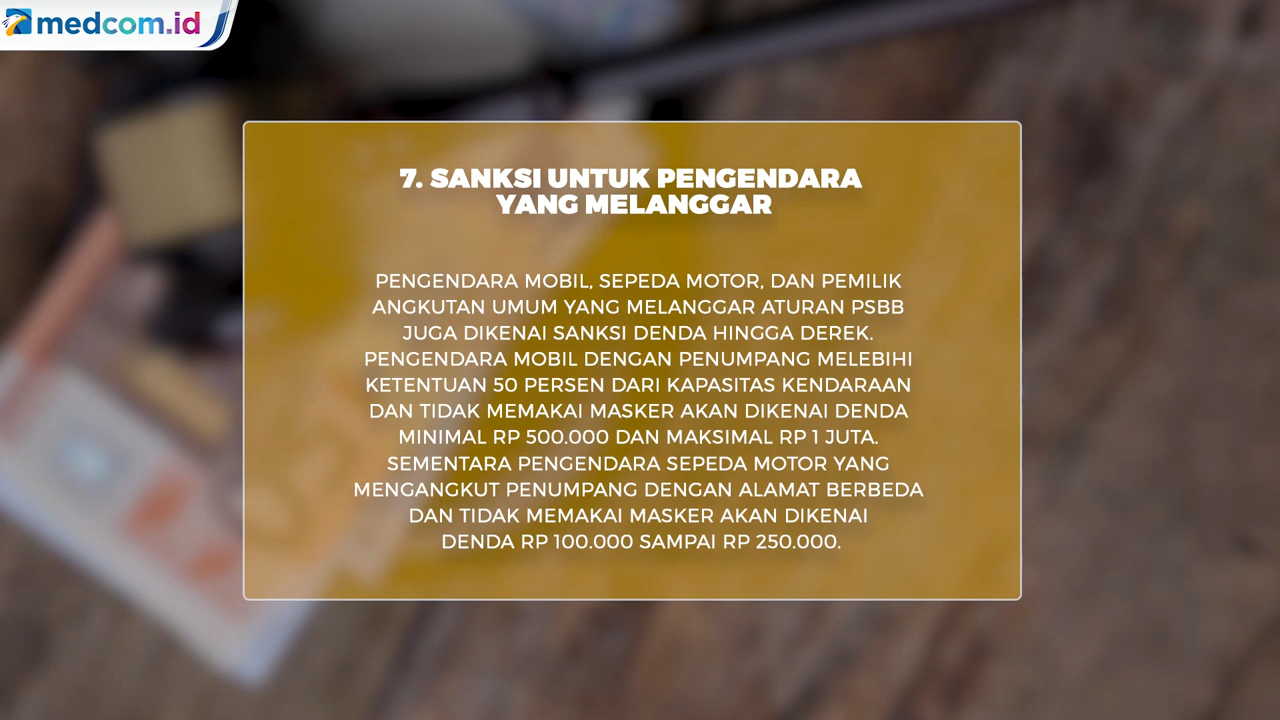 medcom.id
7. SANKSI UNTUK PENGENDARA
YANG MELANGGAR
PENGENDARA MOBIL, SEPEDA MOTOR, DAN PEMILIK
ANGKUTAN UMUM YANG MELANGGAR ATURAN PSBB
JUGA DIKENAI SANKSI DENDA HINGGA DEREK.
PENGENDARA MOBIL DENGAN PENUMPANG MELEBIHI
KETENTUAN 50 PERSEN DARI KAPASITAS KENDARAAN
DAN TIDAK MEMAKAI MASKER AKAN DIKENAI DENDA
MINIMAL RP 500.000 DAN MAKSIMAL RP 1 JUTA.
SEMENTARA PENGENDARA SEPEDA MOTOR YANG
MENGANGKUT PENUMPANG DENGAN ALAMAT BERBEDA
DAN TIDAK MEMAKAI MASKER AKAN DIKENAI
DENDA RP 100.000 SAMPAI RP 250.000.